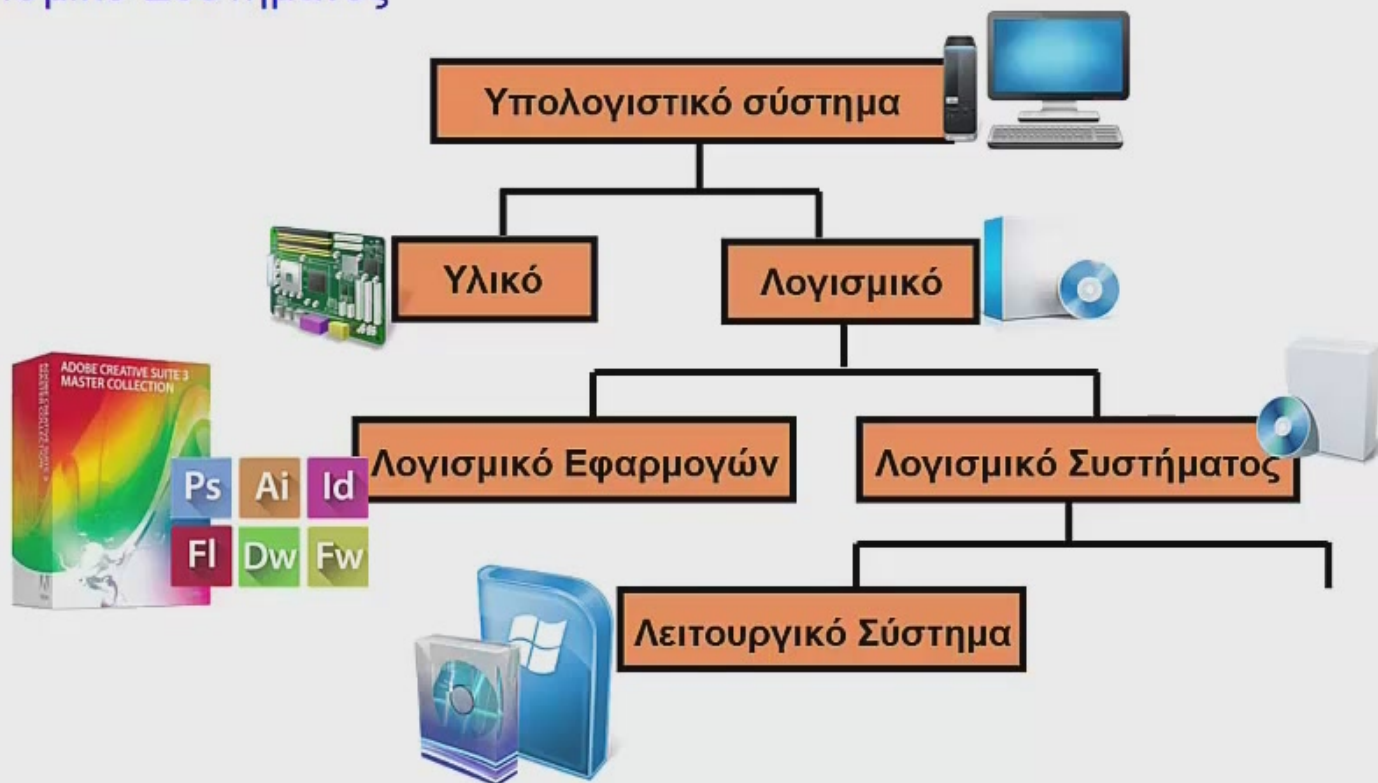 Υπολογιστικό σύστημα
Υλικό
Λογισμικό
ADOBE CREATIVE SUITE 3
MASTER COLLECTION
Λογισμικό Εφαρμογών
Λογισμικό Συστήματος
Ps Ai Id
Fl Dw Fw
Λειτουργικό Σύστημα